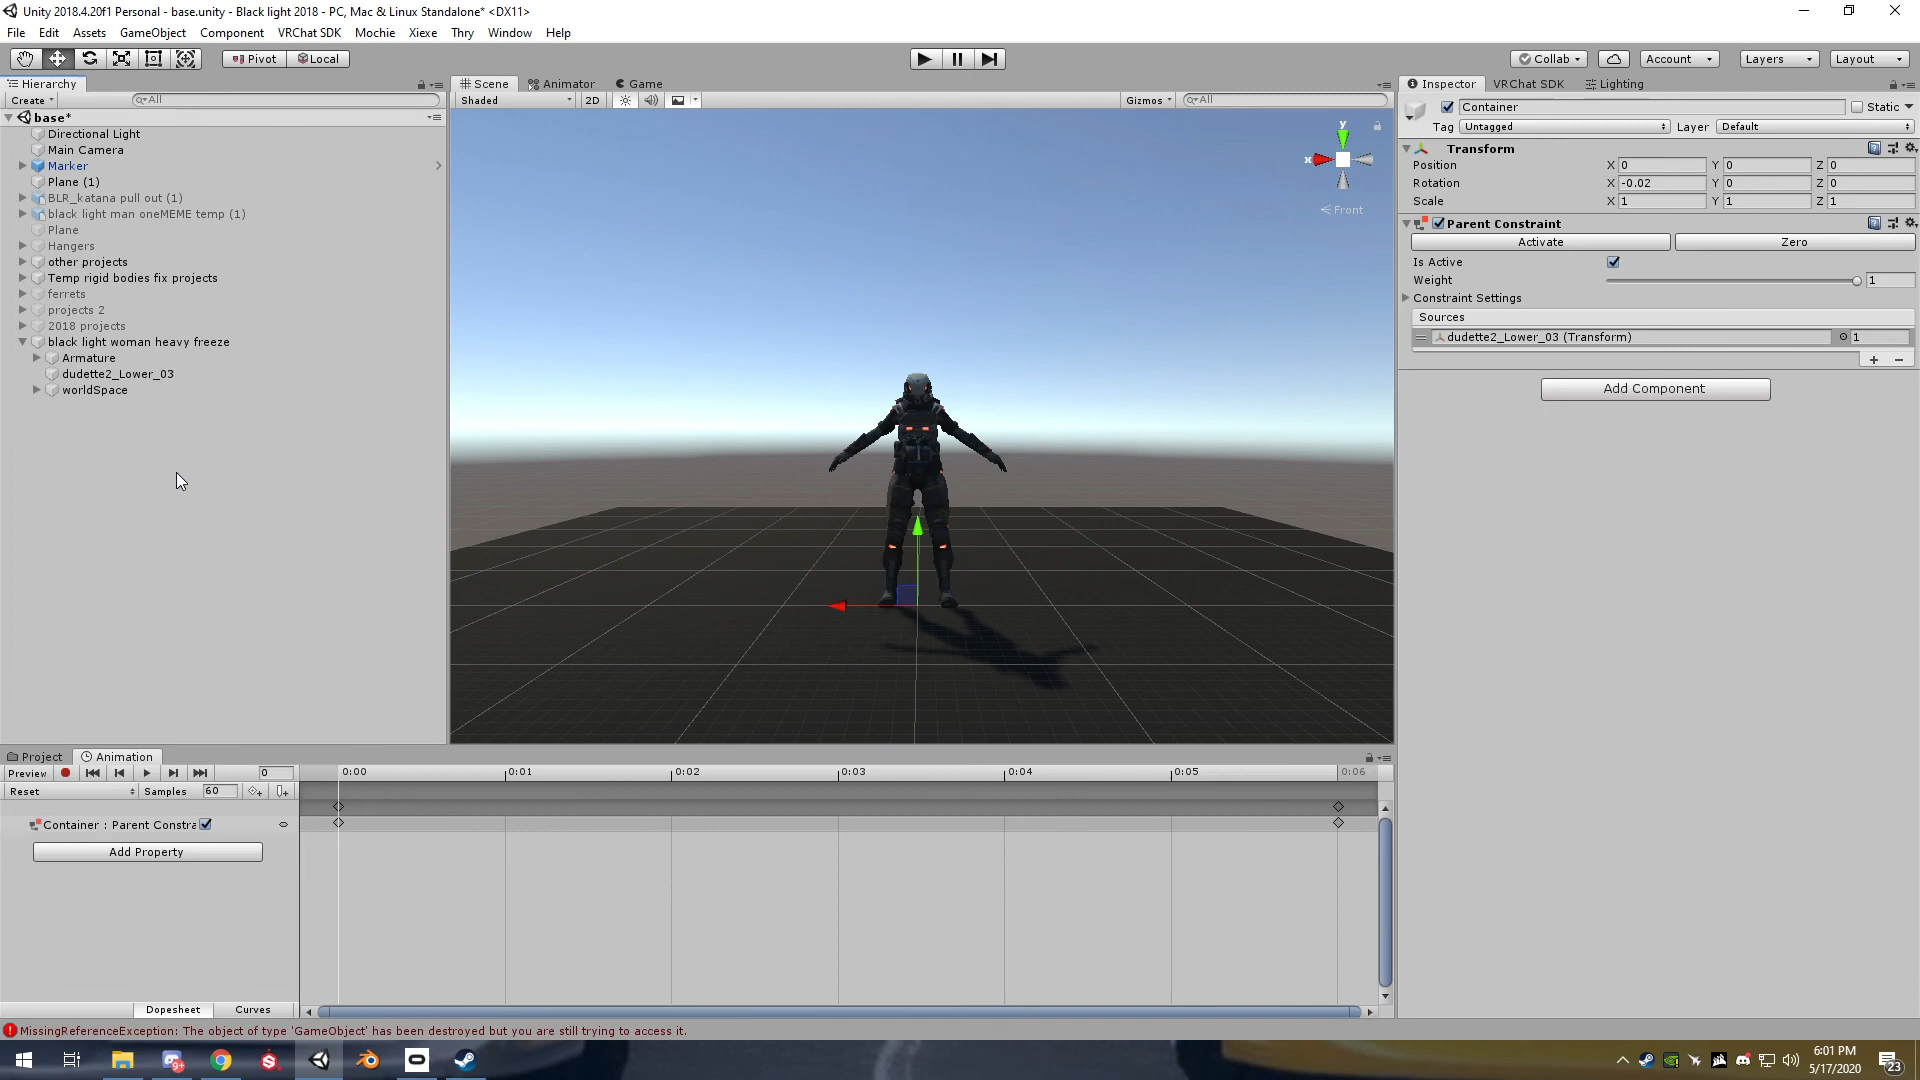 Unity 2018.4.20f1 Personal - base.unity - Black light 2018 - PC, Mac & Linux Standalone* <DX11>
File Edit Assets GameObject Component VRChat SDK Mochie Xiexe Thry Window Help
Pivot Local Collab Account Layers Layout
Hierarchy
Create All
base*
Directional Light
Main Camera
Marker
Plane (1)
BLR_katana pull out (1)
black light man oneMEME temp (1)
Plane
Hangers
other projects
Temp rigid bodies fix projects
ferrets
projects 2
2018 projects
black light woman heavy freeze
Armature
dudette2_Lower_03
worldSpace
Scene Animator Game
Shaded 2D Gizmos All
y
x
Front
Inspector VRChat SDK Lighting
Container Static
Tag Untagged Layer Default
Transform
Position X 0 Y 0 Z 0
Rotation X -0.02 Y 0 Z 0
Scale X 1 Y 1 Z 1
Parent Constraint
Activate Zero
Is Active
Weight 1
Constraint Settings
Sources
dudette2_Lower_03 (Transform) 1
Add Component
Project Animation
Preview 0 0:00 0:01 0:02 0:03 0:04 0:05 0:06
Reset Samples 60
Container : Parent Constra
Add Property
Dopesheet Curves
MissingReferenceException: The object of type 'GameObject' has been destroyed but you are still trying to access it.
6:01 PM
5/17/2020
23